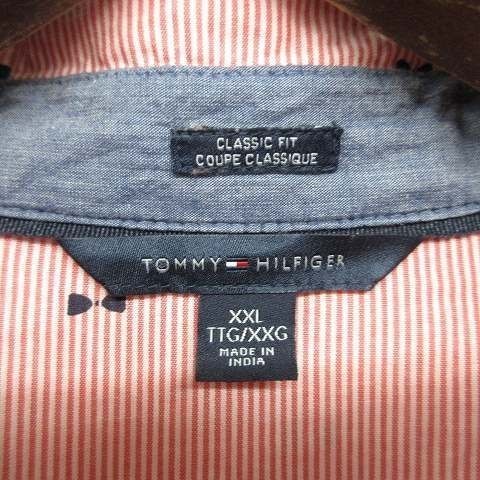 CLASSIC FIT
COUPE CLASSIQUE
TOMMY HILFIGER
XXL
TTG/XXG
MADE IN
INDIA